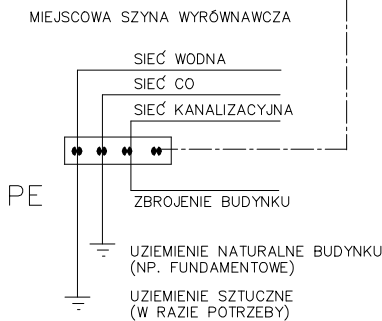 MIEJSCOWA SZYNA WYRÓWNAWCZA
SIEĆ WODNA
SIEĆ CO
SIEĆ KANALIZACYJNA
PE
ZBROJENIE BUDYNKU
UZIEMIENIE NATURALNE BUDYNKU
(NP. FUNDAMENTOWE)
UZIEMIENIE SZTUCZNE
(W RAZIE POTRZEBY)